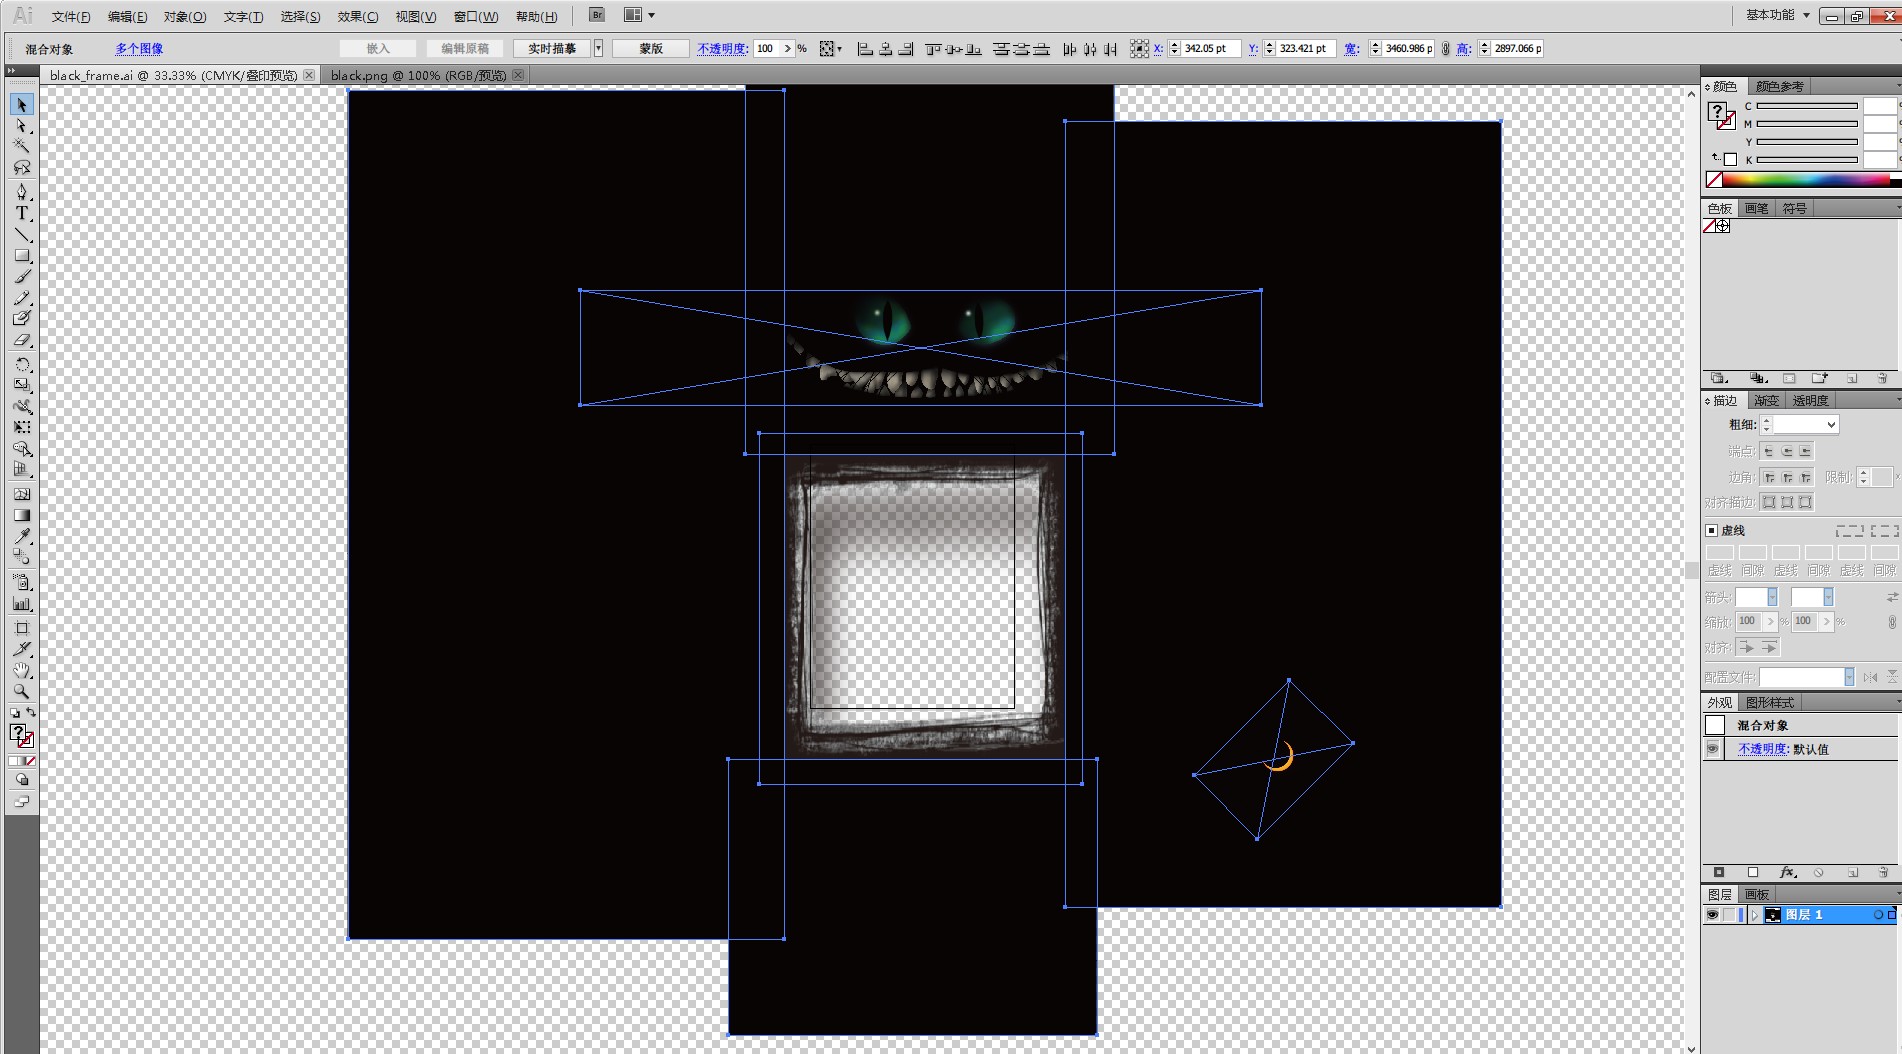 Ai 文件(F) 编辑(E) 对象(O) 文字(T) 选择(S) 效果(C) 视图(V) 窗口(W) 帮助(H) Br 基本功能
混合对象 多个图像 嵌入 编辑原稿 实时描摹 蒙版 不透明度: 100 % X: 342.05 pt Y: 323.421 pt 宽: 3460.986 p 高: 2897.066 p
black_frame.ai @ 33.33% (CMYK/叠印预览) black.png @ 100% (RGB/预览)
颜色 颜色参考
C
M
Y
K
色板 画笔 符号
描边 渐变 透明度
粗细:
端点:
边角: 限制: x
对齐描边:
虚线
虚线 间隙 虚线 间隙 虚线 间隙
箭头:
缩放: 100 % 100 %
对齐:
配置文件:
外观 图形样式
混合对象
不透明度: 默认值
fx
图层 画板
图层 1